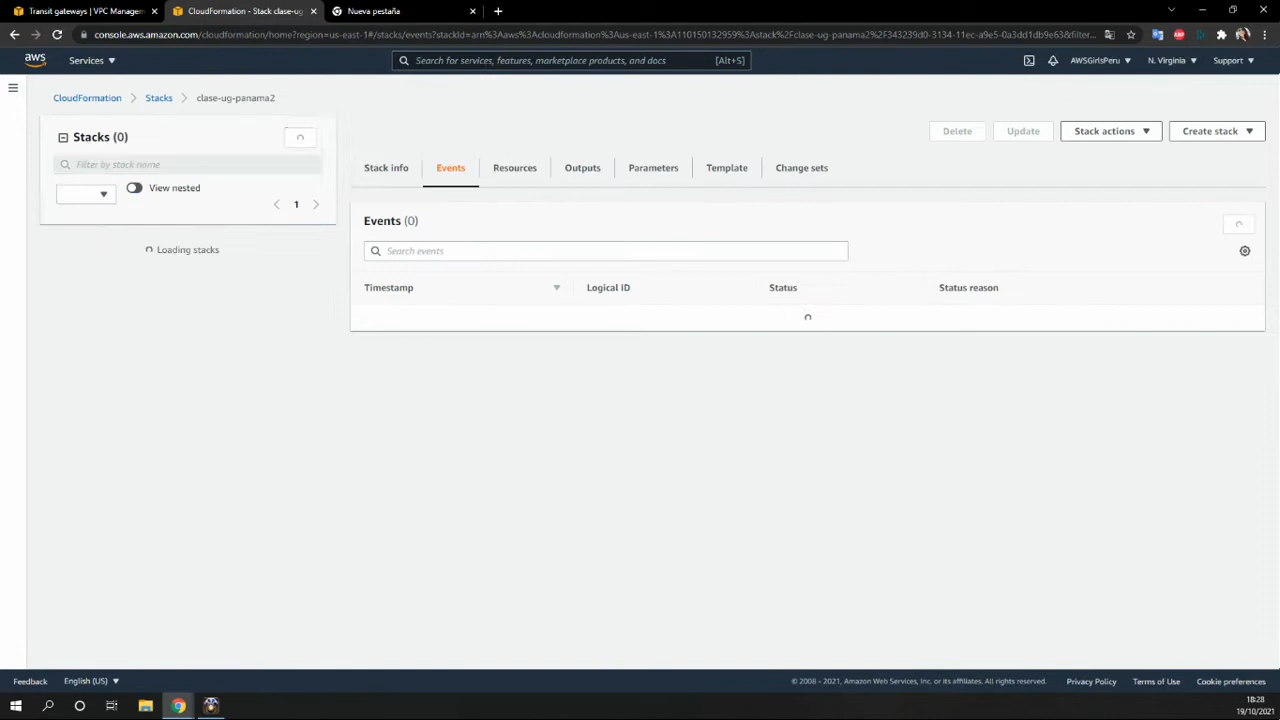 Transit gateways | VPC Manageme
CloudFormation - Stack clase-ug-
Nueva pestaña
console.aws.amazon.com/cloudformation/home?region=us-east-1#/stacks/events?stackId=arn%3Aaws%3Acloudformation%3Aus-east-1%3A110150132959%3Astack%2Fclase-ug-panama2%2F343239d0-3134-11ec-a9e5-0a3dd1db9e63&filter...
aws
Services
Search for services, features, marketplace products, and docs
[Alt+S]
AWSGirlsPeru
N. Virginia
Support
CloudFormation
Stacks
clase-ug-panama2
Stacks (0)
Delete
Update
Stack actions
Create stack
Filter by stack name
View nested
1
Loading stacks
Stack info
Events
Resources
Outputs
Parameters
Template
Change sets
Events (0)
Search events
Timestamp
Logical ID
Status
Status reason
Feedback
English (US)
© 2008 - 2021, Amazon Web Services, Inc. or its affiliates. All rights reserved.
Privacy Policy
Terms of Use
Cookie preferences
18:28
19/10/2021